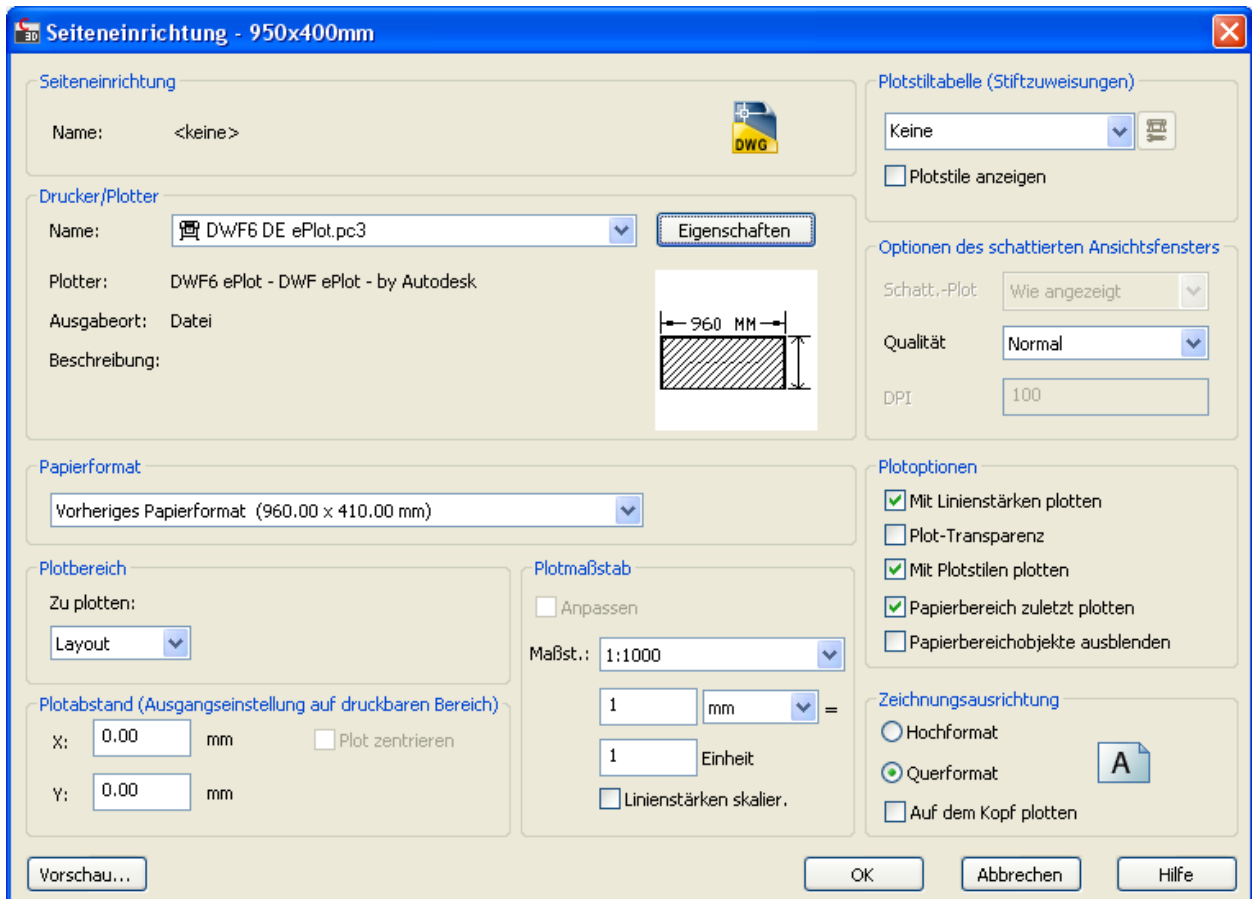 Seiteneinrichtung - 950x400mm
Seiteneinrichtung
Name: <keine>
DWG
Drucker/Plotter
Name: DWF6 DE ePlot.pc3 Eigenschaften
Plotter: DWF6 ePlot - DWF ePlot - by Autodesk
Ausgabeort: Datei
Beschreibung:
960 MM
Papierformat
Vorheriges Papierformat (960.00 x 410.00 mm)
Plotbereich
Zu plotten:
Layout
Plotabstand (Ausgangseinstellung auf druckbaren Bereich)
X: 0.00 mm Plot zentrieren
Y: 0.00 mm
Plotmaßstab
Anpassen
Maßst.: 1:1000
1 mm =
1 Einheit
Linienstärken skalier.
Plotstiltabelle (Stiftzuweisungen)
Keine
Plotstile anzeigen
Optionen des schattierten Ansichtsfensters
Schatt.-Plot Wie angezeigt
Qualität Normal
DPI 100
Plotoptionen
Mit Linienstärken plotten
Plot-Transparenz
Mit Plotstilen plotten
Papierbereich zuletzt plotten
Papierbereichobjekte ausblenden
Zeichnungsausrichtung
Hochformat
Querformat
A
Auf dem Kopf plotten
Vorschau... OK Abbrechen Hilfe